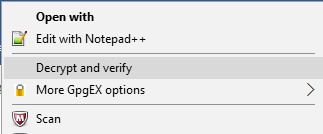 Open with
Edit with Notepad++
Decrypt and verify
More GpgEX options
Scan